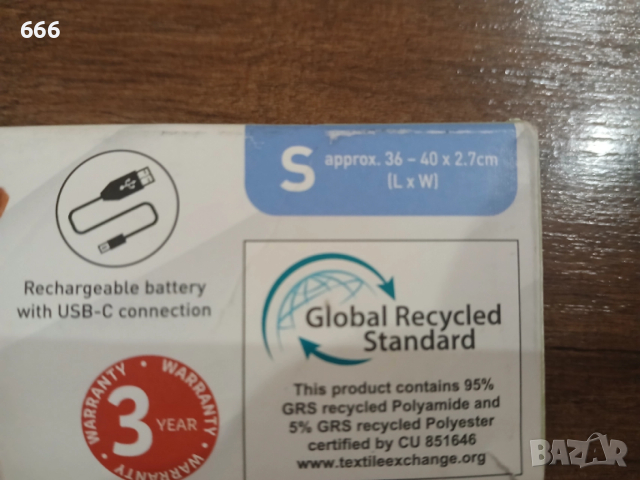 666
S approx. 36 – 40 x 2.7cm
(L x W)
Rechargeable battery
with USB-C connection
Global Recycled
Standard
WARRANTY • WARRANTY • WARRANTY • WARRANTY
3 YEAR
This product contains 95%
GRS recycled Polyamide and
5% GRS recycled Polyester
certified by CU 851646
www.textileexchange.org
BAZAR